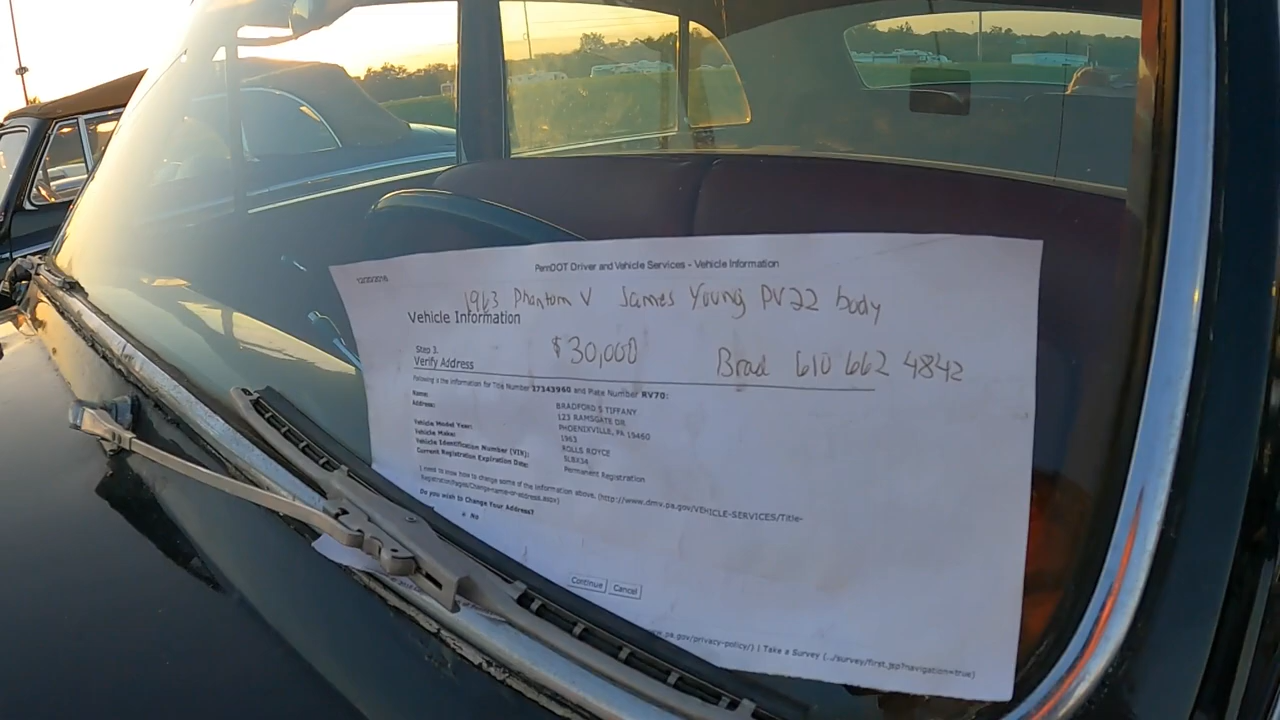 12/20/2016
PennDOT Driver and Vehicle Services - Vehicle Information
1963 Phantom V James Young PV22 body
Vehicle Information
$30,000 Brad 610 662 4842
Step 3.
Verify Address
Following is the information for Title Number 17343960 and Plate Number RV70:
Name: BRADFORD S TIFFANY
Address: 123 RAMSGATE DR
PHOENIXVILLE, PA 19460
Vehicle Model Year: 1963
Vehicle Make: ROLLS ROYCE
Vehicle Identification Number (VIN): 5LBX34
Current Registration Expiration Date: Permanent Registration
I need to know how to change some of the information above. (http://www.dmv.pa.gov/VEHICLE-SERVICES/Title-
Registration/Pages/Change-name-or-address.aspx)
Do you wish to Change Your Address?
No
Continue Cancel
.pa.gov/privacy-policy/) | Take a Survey (../survey/first.jsp?navigation=true)